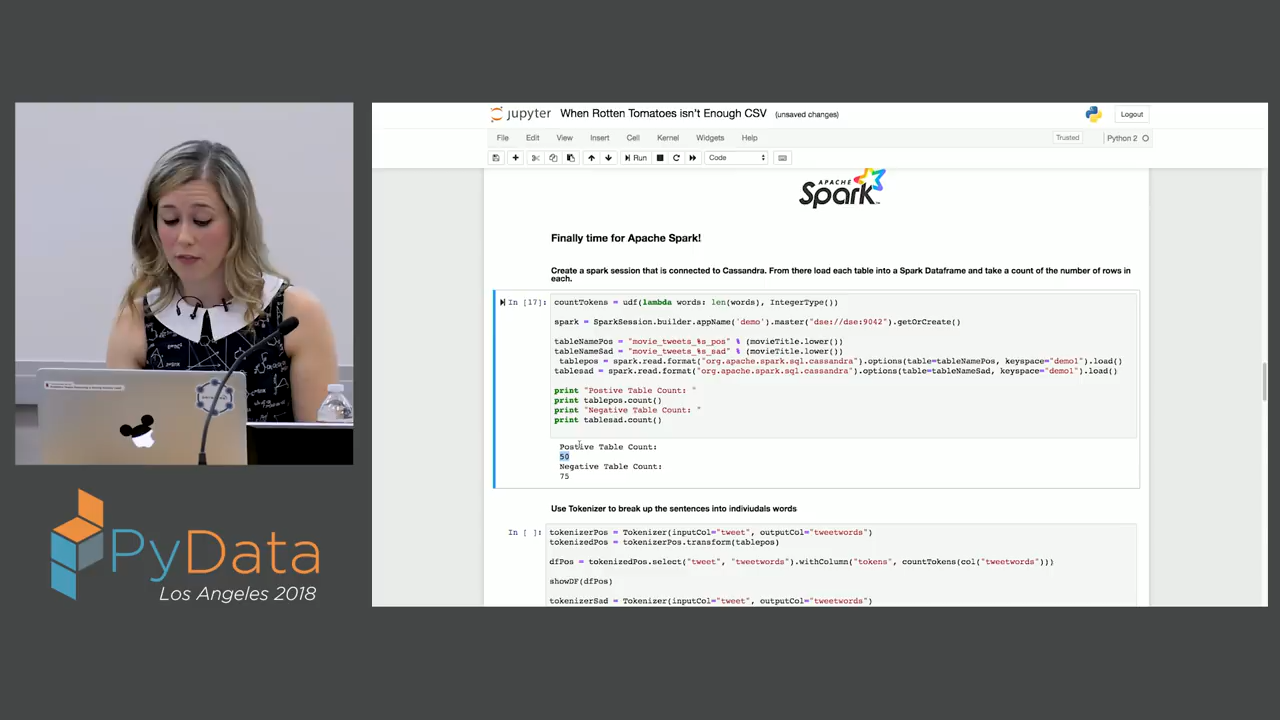 jupyter When Rotten Tomatoes isn't Enough CSV (unsaved changes) Logout
File Edit View Insert Cell Kernel Widgets Help Trusted Python 2
Run Code
APACHE
Spark
Finally time for Apache Spark!
Create a spark session that is connected to Cassandra. From there load each table into a Spark Dataframe and take a count of the number of rows in
each.
In [17]: countTokens = udf(lambda words: len(words), IntegerType())
spark = SparkSession.builder.appName('demo').master("dse://dse:9042").getOrCreate()
tableNamePos = "movie_tweets_%s_pos" % (movieTitle.lower())
tableNameSad = "movie_tweets_%s_sad" % (movieTitle.lower())
tablepos = spark.read.format("org.apache.spark.sql.cassandra").options(table=tableNamePos, keyspace="demo1").load()
tablesad = spark.read.format("org.apache.spark.sql.cassandra").options(table=tableNameSad, keyspace="demo1").load()
print "Postive Table Count: "
print tablepos.count()
print "Negative Table Count: "
print tablesad.count()
Postive Table Count:
50
Negative Table Count:
75
Use Tokenizer to break up the sentences into indiviudals words
In [ ]: tokenizerPos = Tokenizer(inputCol="tweet", outputCol="tweetwords")
tokenizedPos = tokenizerPos.transform(tablepos)
dfPos = tokenizedPos.select("tweet", "tweetwords").withColumn("tokens", countTokens(col("tweetwords")))
showDF(dfPos)
tokenizerSad = Tokenizer(inputCol="tweet", outputCol="tweetwords")
PyData
Los Angeles 2018